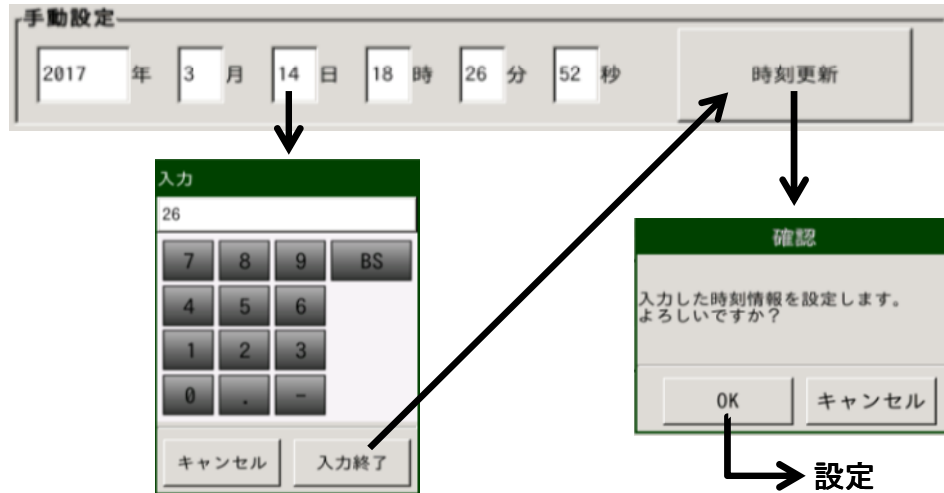 手動設定
2017 年 3 月 14 日 18 時 26 分 52 秒 時刻更新
入力
26
7 8 9 BS
4 5 6
1 2 3
0 . -
キャンセル 入力終了
確認
入力した時刻情報を設定します。
よろしいですか？
OK キャンセル
設定